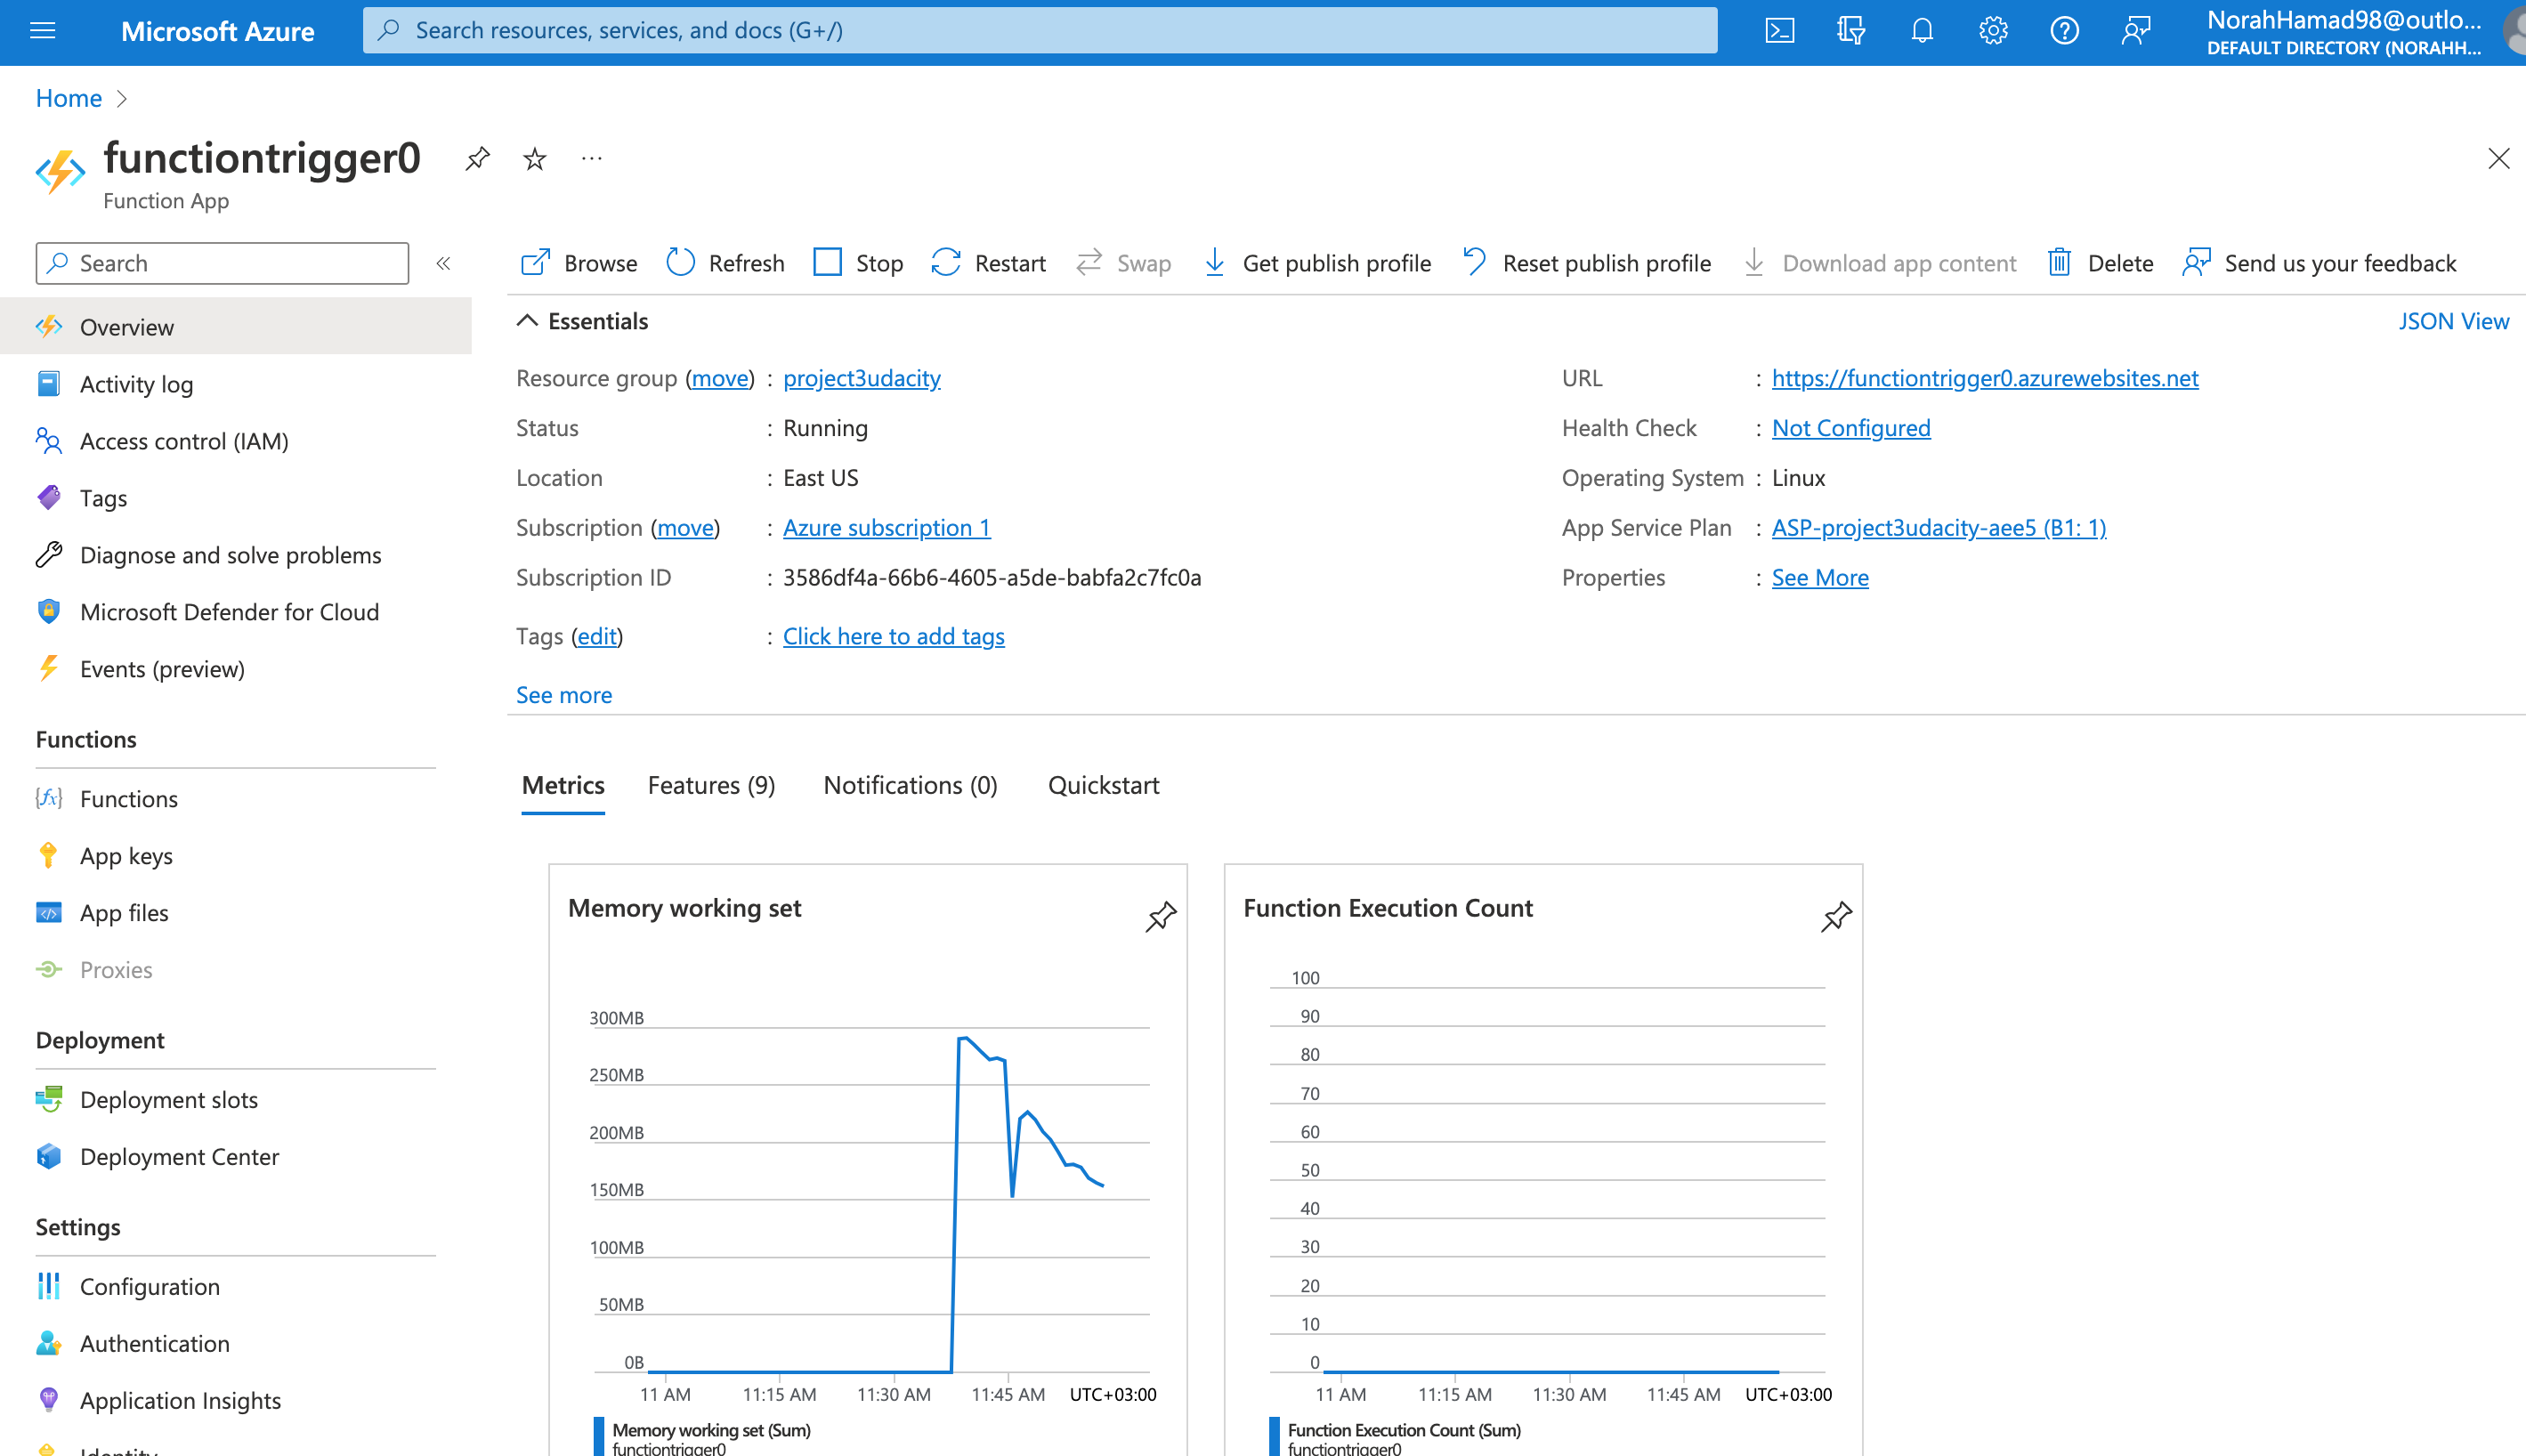 Microsoft Azure
Search resources, services, and docs (G+/)
NorahHamad98@outlo...
DEFAULT DIRECTORY (NORAHH...
Home
functiontrigger0
...
Function App
Search
«
Browse
Refresh
Stop
Restart
Swap
Get publish profile
Reset publish profile
Download app content
Delete
Send us your feedback
Overview
Activity log
Access control (IAM)
Tags
Diagnose and solve problems
Microsoft Defender for Cloud
Events (preview)
Functions
Functions
App keys
App files
Proxies
Deployment
Deployment slots
Deployment Center
Settings
Configuration
Authentication
Application Insights
Identity
Essentials
JSON View
Resource group (move) : project3udacity
Status : Running
Location : East US
Subscription (move) : Azure subscription 1
Subscription ID : 3586df4a-66b6-4605-a5de-babfa2c7fc0a
Tags (edit) : Click here to add tags
See more
URL : https://functiontrigger0.azurewebsites.net
Health Check : Not Configured
Operating System : Linux
App Service Plan : ASP-project3udacity-aee5 (B1: 1)
Properties : See More
Metrics
Features (9)
Notifications (0)
Quickstart
Memory working set
300MB
250MB
200MB
150MB
100MB
50MB
0B
11 AM 11:15 AM 11:30 AM 11:45 AM UTC+03:00
Memory working set (Sum)
functiontrigger0
Function Execution Count
100
90
80
70
60
50
40
30
20
10
0
11 AM 11:15 AM 11:30 AM 11:45 AM UTC+03:00
Function Execution Count (Sum)
functiontrigger0